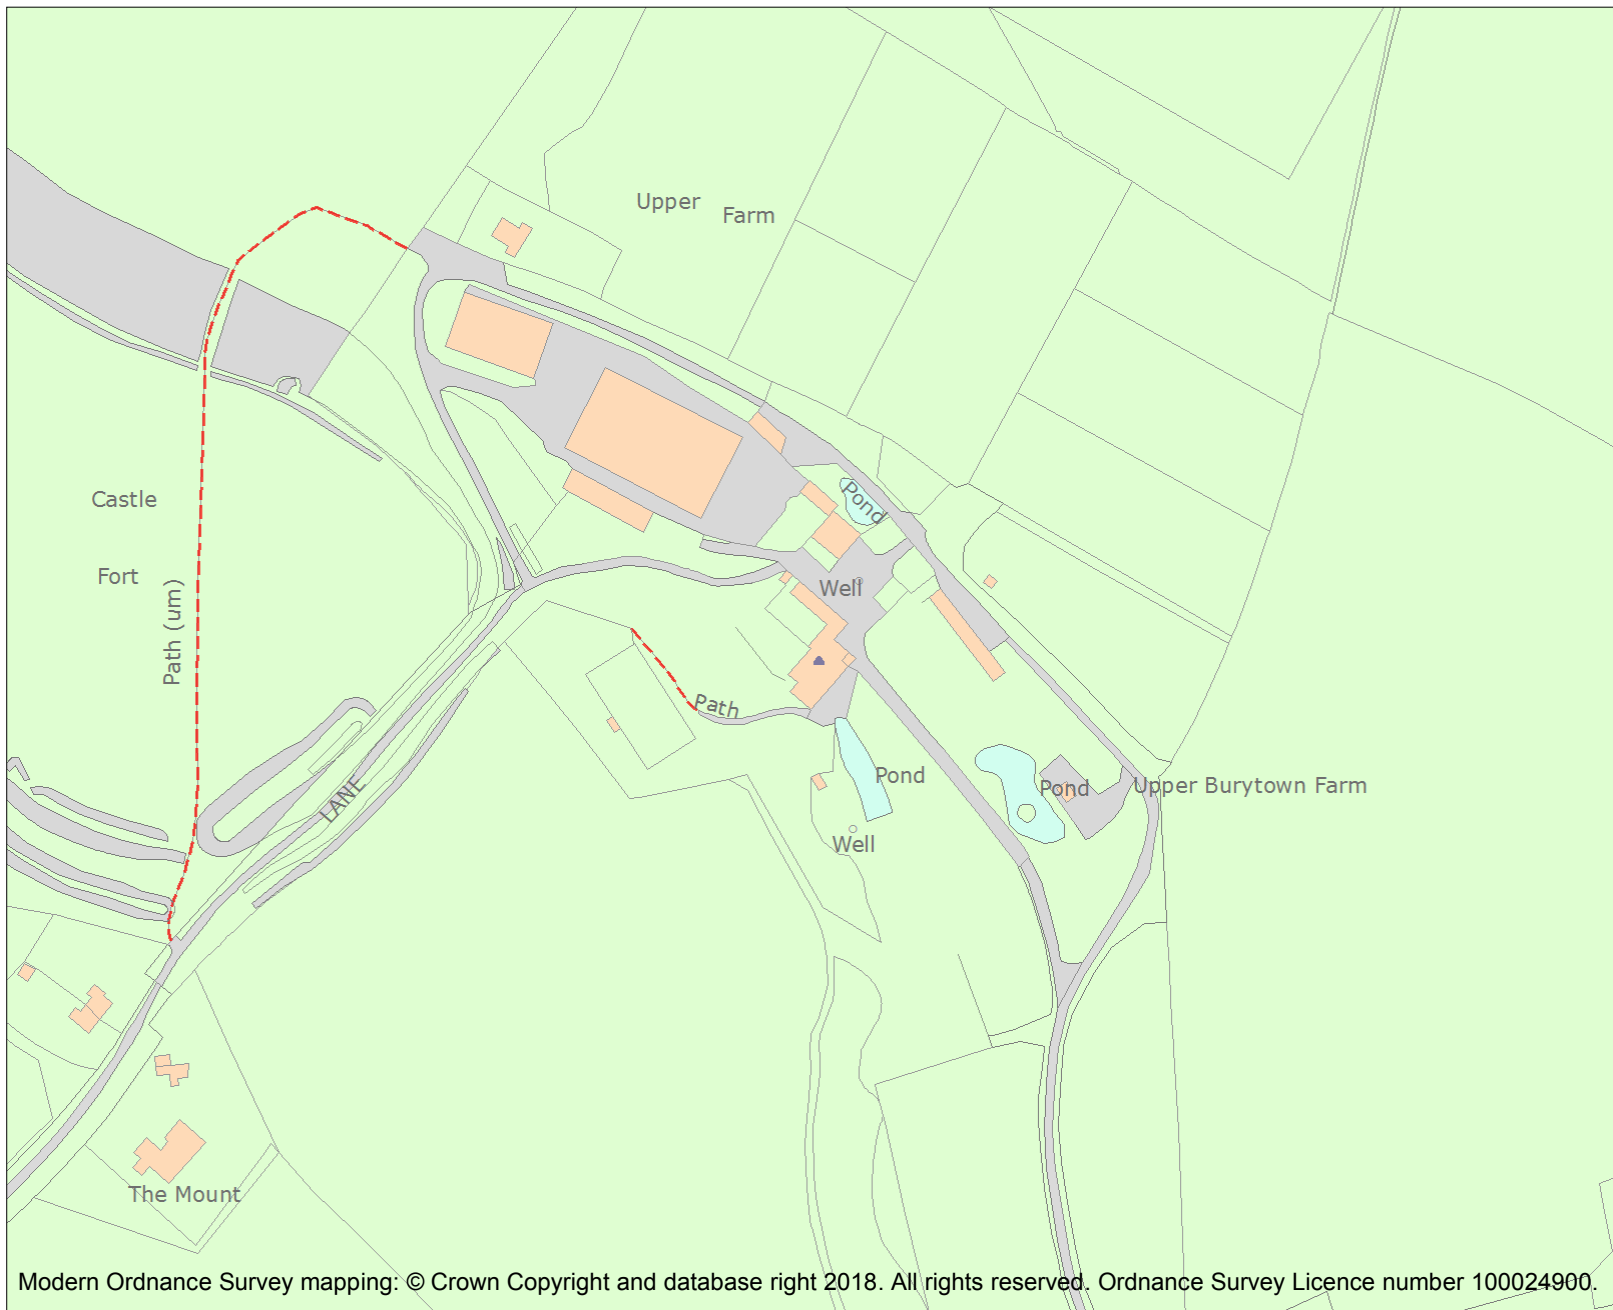 Upper
Farm
Castle
Pond
Fort
Path (um)
Well
Path
LANE
Pond
Pond
Upper Burytown Farm
Well
The Mount
Modern Ordnance Survey mapping: © Crown Copyright and database right 2018. All rights reserved. Ordnance Survey Licence number 100024900.